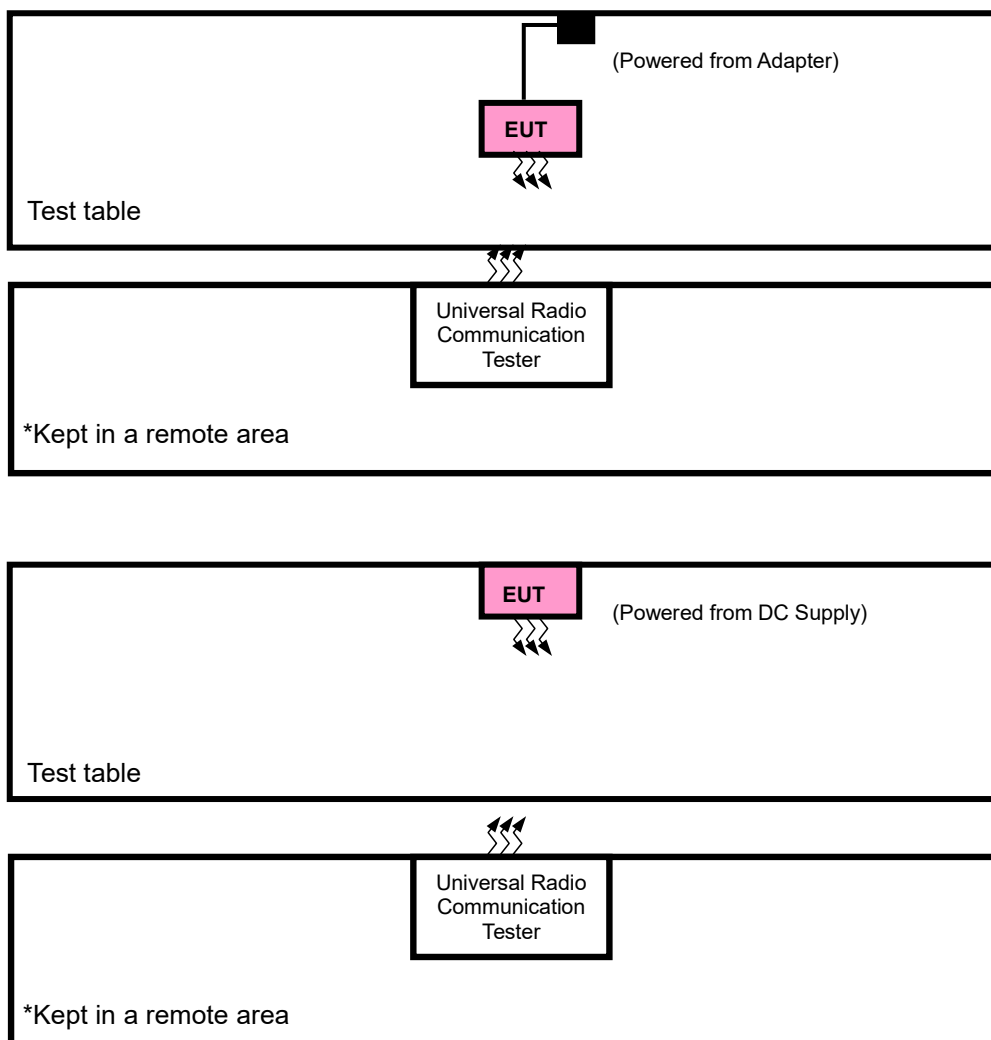 (Powered from Adapter)
EUT
Test table
Universal Radio
Communication
Tester
*Kept in a remote area
EUT
(Powered from DC Supply)
Test table
Universal Radio
Communication
Tester
*Kept in a remote area